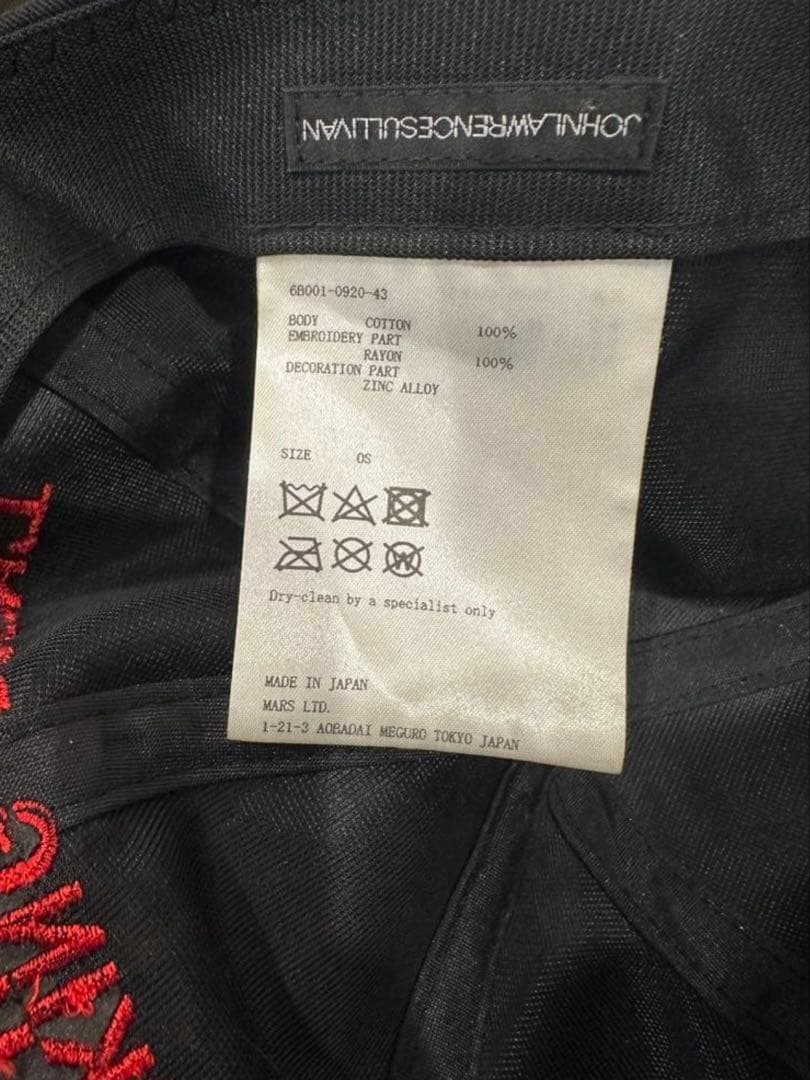 JOHNLAWRENCESULLIVAN
6B001-0920-43
BODY COTTON 100%
EMBROIDERY PART
RAYON 100%
DECORATION PART
ZINC ALLOY
SIZE OS
W
Dry-clean by a specialist only
MADE IN JAPAN
MARS LTD.
1-21-3 AOBADAI MEGURO TOKYO JAPAN